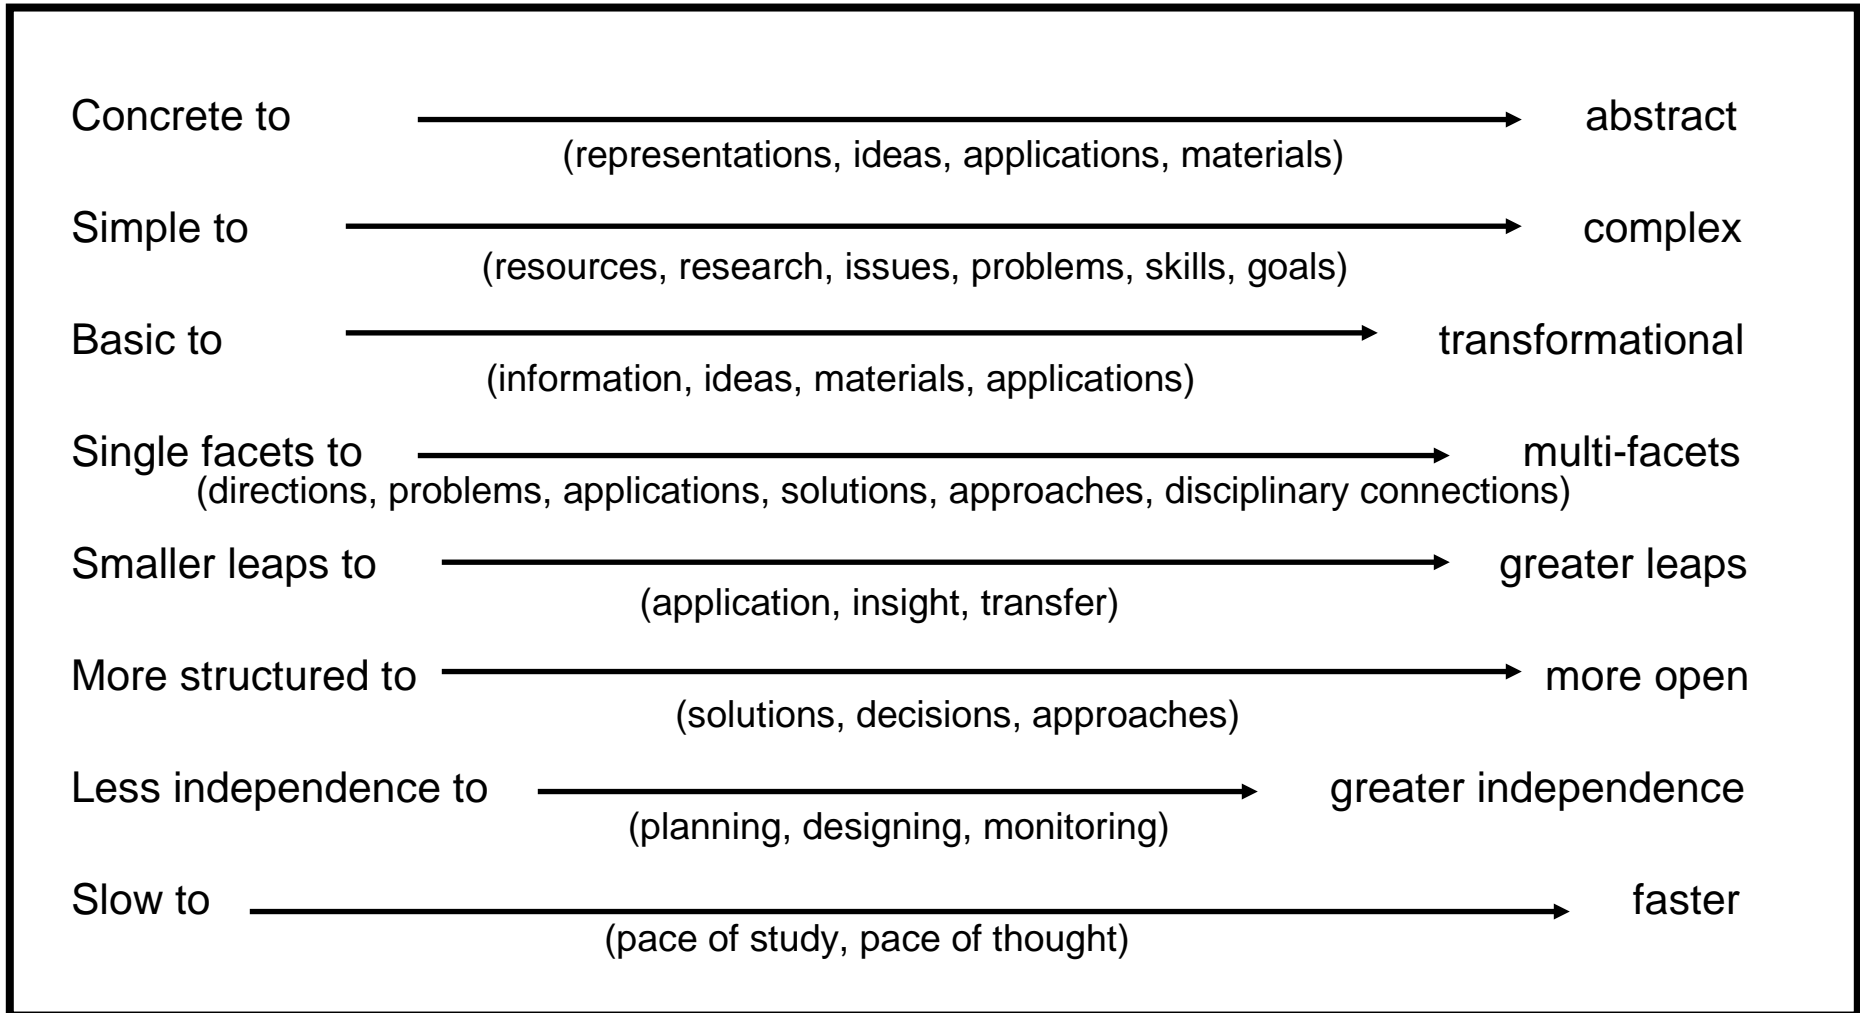 Concrete to abstract
(representations, ideas, applications, materials)
Simple to complex
(resources, research, issues, problems, skills, goals)
Basic to transformational
(information, ideas, materials, applications)
Single facets to multi-facets
(directions, problems, applications, solutions, approaches, disciplinary connections)
Smaller leaps to greater leaps
(application, insight, transfer)
More structured to more open
(solutions, decisions, approaches)
Less independence to greater independence
(planning, designing, monitoring)
Slow to faster
(pace of study, pace of thought)